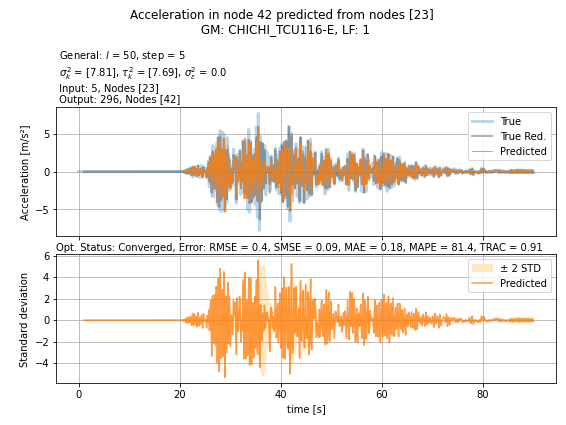 Acceleration in node 42 predicted from nodes [23]
GM: CHICHI_TCU116-E, LF: 1
General: l = 50, step = 5
σ²ₖ = [7.81], τ²ₖ = [7.69], σ²ε = 0.0
Input: 5, Nodes [23]
Output: 296, Nodes [42]
True
True Red.
Predicted
Acceleration [m/s²]
5
0
−5
Opt. Status: Converged, Error: RMSE = 0.4, SMSE = 0.09, MAE = 0.18, MAPE = 81.4, TRAC = 0.91
± 2 STD
Predicted
Standard deviation
6
4
2
0
−2
−4
0 20 40 60 80
time [s]